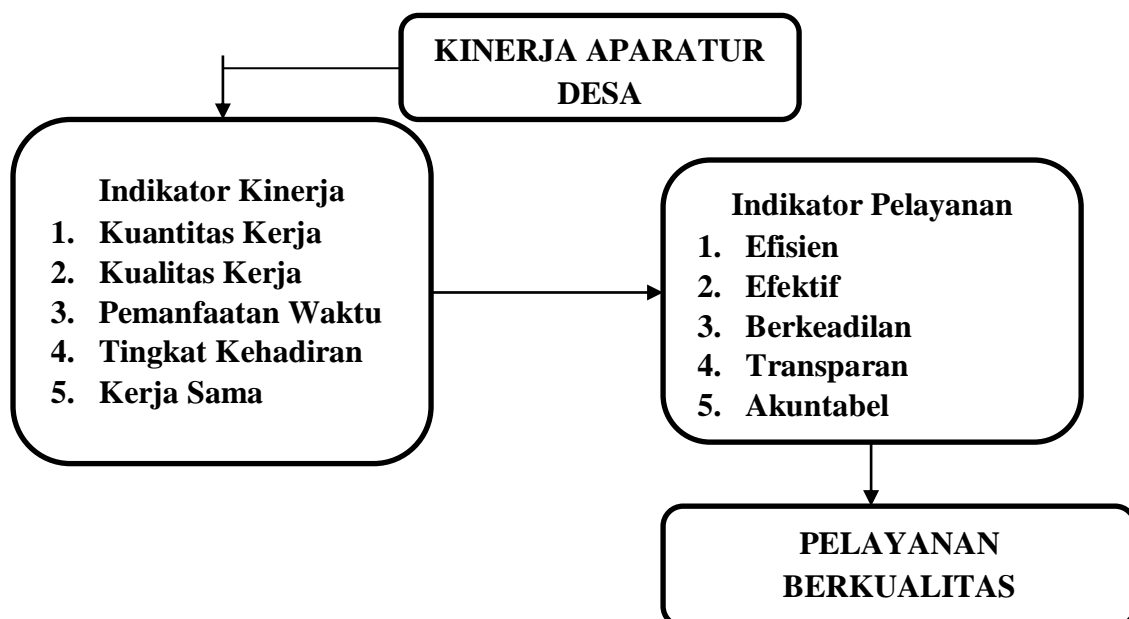 KINERJA APARATUR
DESA
Indikator Kinerja
1. Kuantitas Kerja
2. Kualitas Kerja
3. Pemanfaatan Waktu
4. Tingkat Kehadiran
5. Kerja Sama
Indikator Pelayanan
1. Efisien
2. Efektif
3. Berkeadilan
4. Transparan
5. Akuntabel
PELAYANAN
BERKUALITAS